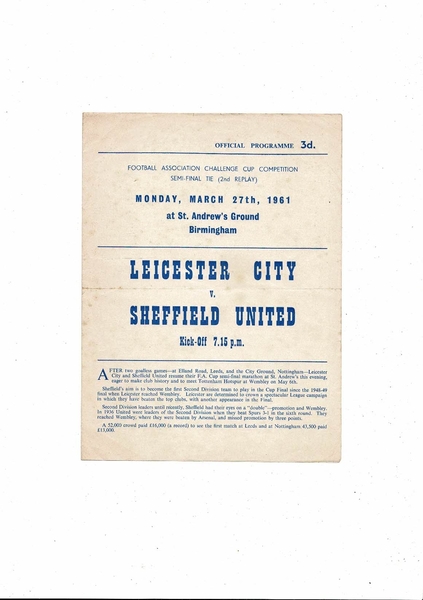 OFFICIAL PROGRAMME 3d.
FOOTBALL ASSOCIATION CHALLENGE CUP COMPETITION
SEMI-FINAL TIE (2nd REPLAY)
MONDAY, MARCH 27th, 1961
at St. Andrew's Ground
Birmingham
LEICESTER CITY
v.
SHEFFIELD UNITED
Kick-Off 7.15 p.m.
AFTER two goalless games—at Elland Road, Leeds, and the City Ground, Nottingham—Leicester
City and Sheffield United resume their F.A. Cup semi-final marathon at St. Andrew's this evening,
eager to make club history and to meet Tottenham Hotspur at Wembley on May 6th.
Sheffield's aim is to become the first Second Division team to play in the Cup Final since the 1948-49
final when Leicester reached Wembley. Leicester are determined to crown a spectacular League campaign
in which they have beaten the top clubs, with another appearance in the Final.
Second Division leaders until recently, Sheffield had their eyes on a "double"—promotion and Wembley.
In 1936 United were leaders of the Second Division when they beat Spurs 3-1 in the sixth round. They
reached Wembley, where they were beaten by Arsenal, and missed promotion by three points.
A 52,003 crowd paid £16,000 (a record) to see the first match at Leeds and at Nottingham 43,500 paid
£13,000.